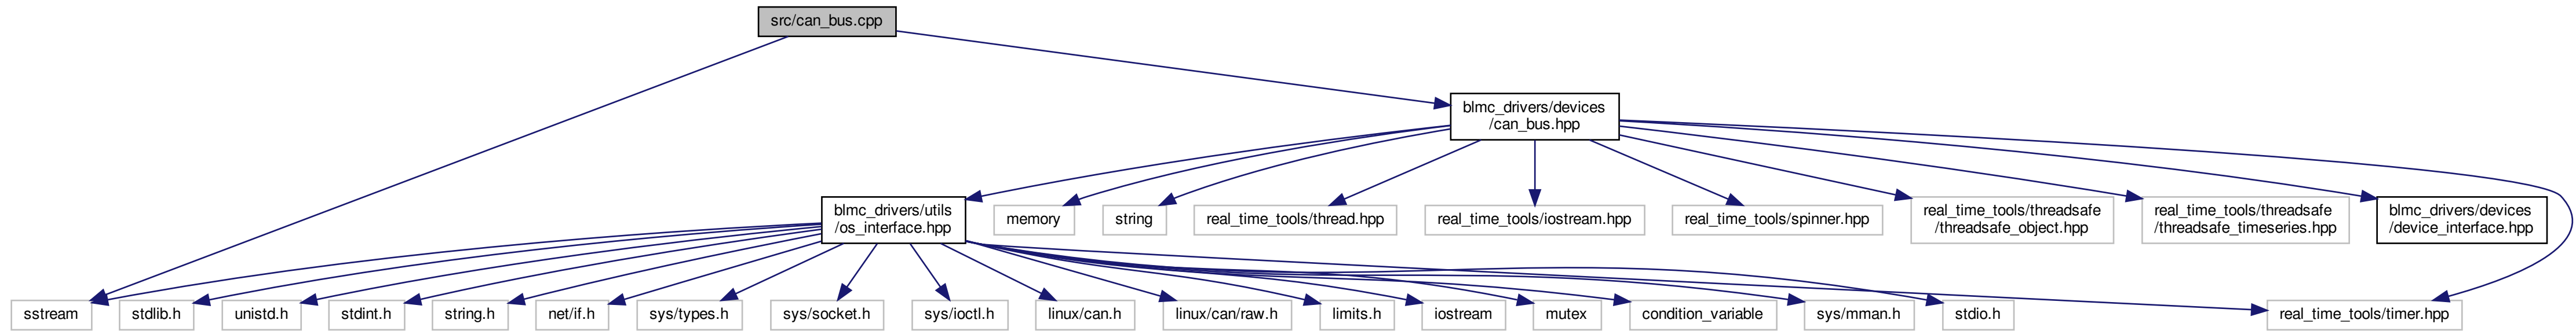 src/can_bus.cpp
blmc_drivers/devices
/can_bus.hpp
blmc_drivers/utils
/os_interface.hpp
memory
string
real_time_tools/thread.hpp
real_time_tools/iostream.hpp
real_time_tools/spinner.hpp
real_time_tools/threadsafe
/threadsafe_object.hpp
real_time_tools/threadsafe
/threadsafe_timeseries.hpp
blmc_drivers/devices
/device_interface.hpp
sstream
stdlib.h
unistd.h
stdint.h
string.h
net/if.h
sys/types.h
sys/socket.h
sys/ioctl.h
linux/can.h
linux/can/raw.h
limits.h
iostream
mutex
condition_variable
sys/mman.h
stdio.h
real_time_tools/timer.hpp